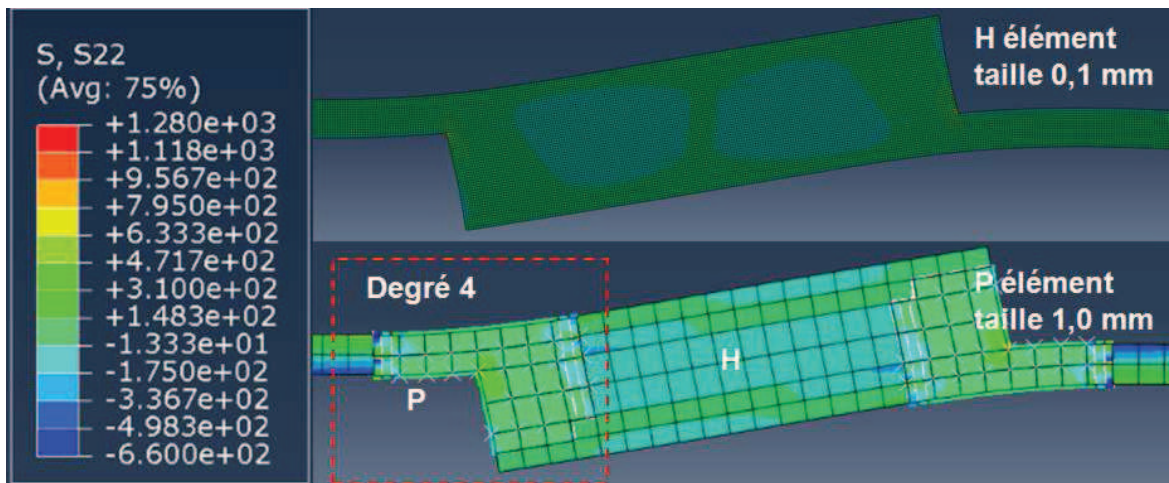 S, S22
(Avg: 75%)
+1.280e+03
+1.118e+03
+9.567e+02
+7.950e+02
+6.333e+02
+4.717e+02
+3.100e+02
+1.483e+02
-1.333e+01
-1.750e+02
-3.367e+02
-4.983e+02
-6.600e+02
H élément
taille 0,1 mm
Degré 4
P élément
taille 1,0 mm
H
P